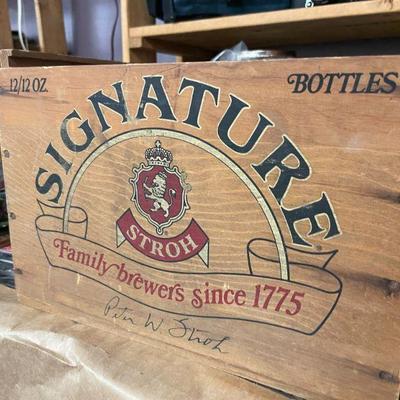 12/12 OZ.
BOTTLES
SIGNATURE
STROH
Family brewers since 1775
Peter W. Stroh